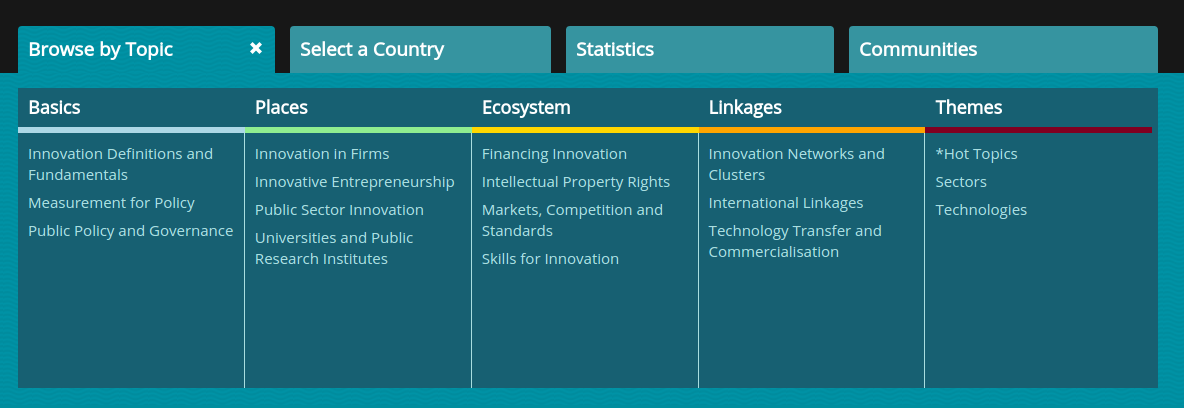 Browse by Topic ✖
Select a Country
Statistics
Communities
Basics
Innovation Definitions and
Fundamentals
Measurement for Policy
Public Policy and Governance
Places
Innovation in Firms
Innovative Entrepreneurship
Public Sector Innovation
Universities and Public
Research Institutes
Ecosystem
Financing Innovation
Intellectual Property Rights
Markets, Competition and
Standards
Skills for Innovation
Linkages
Innovation Networks and
Clusters
International Linkages
Technology Transfer and
Commercialisation
Themes
*Hot Topics
Sectors
Technologies